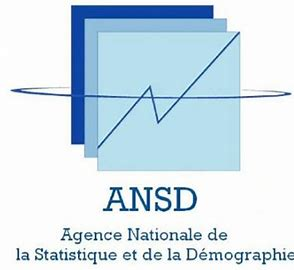 ANSD
Agence Nationale de
la Statistique et de la Démographie